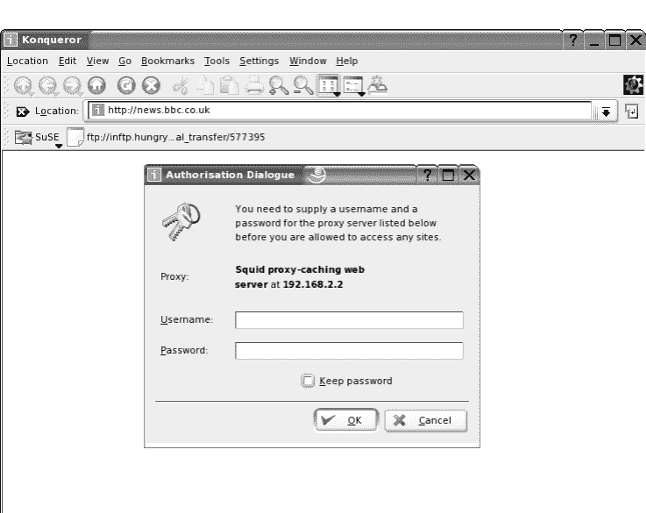 Konqueror
Location Edit View Go Bookmarks Tools Settings Window Help
Location: http://news.bbc.co.uk
SuSE ftp://inftp.hungry...al_transfer/577395
Authorisation Dialogue
You need to supply a username and a
password for the proxy server listed below
before you are allowed to access any sites.
Proxy: Squid proxy-caching web
server at 192.168.2.2
Username:
Password:
Keep password
OK Cancel